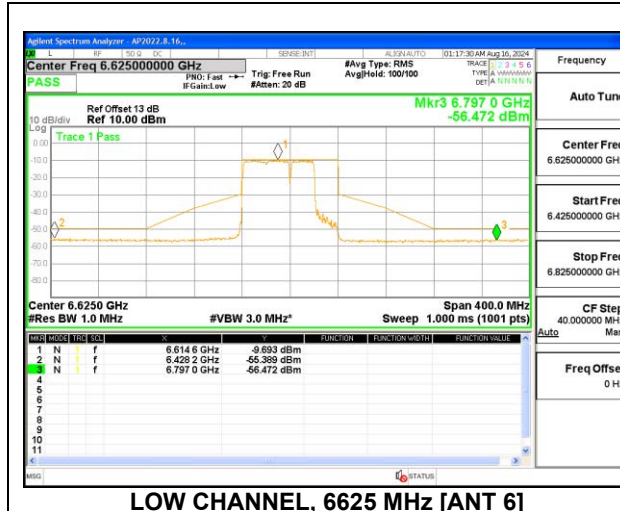 Agilent Spectrum Analyzer - AP2022.8.16,,
L RF 50 Ω DC SENSE:INT ALIGN AUTO 01:17:30 AM Aug 16, 2024
Center Freq 6.625000000 GHz
PASS
PNO: Fast
IFGain:Low
Trig: Free Run
#Atten: 20 dB
#Avg Type: RMS
Avg|Hold: 100/100
TRACE 1 2 3 4 5 6
TYPE A WWWWW
DET A N N N N N
Mkr3 6.797 0 GHz
-56.472 dBm
Ref Offset 13 dB
10 dB/div Ref 10.00 dBm
Log
Trace 1 Pass
0.00
-10.0
-20.0
-30.0
-40.0
-50.0
-60.0
-70.0
-80.0
1
2
3
Center 6.6250 GHz Span 400.0 MHz
#Res BW 1.0 MHz #VBW 3.0 MHz* Sweep 1.000 ms (1001 pts)
MKR MODE TRC SCL X Y FUNCTION FUNCTION WIDTH FUNCTION VALUE
1 N 1 f 6.614 6 GHz -9.693 dBm
2 N 1 f 6.428 2 GHz -55.389 dBm
3 N 1 f 6.797 0 GHz -56.472 dBm
4
5
6
7
8
9
10
11
MSG STATUS
Frequency
Auto Tune
Center Freq
6.625000000 GHz
Start Freq
6.425000000 GHz
Stop Freq
6.825000000 GHz
CF Step
40.000000 MHz
Auto Man
Freq Offset
0 Hz
LOW CHANNEL, 6625 MHz [ANT 6]